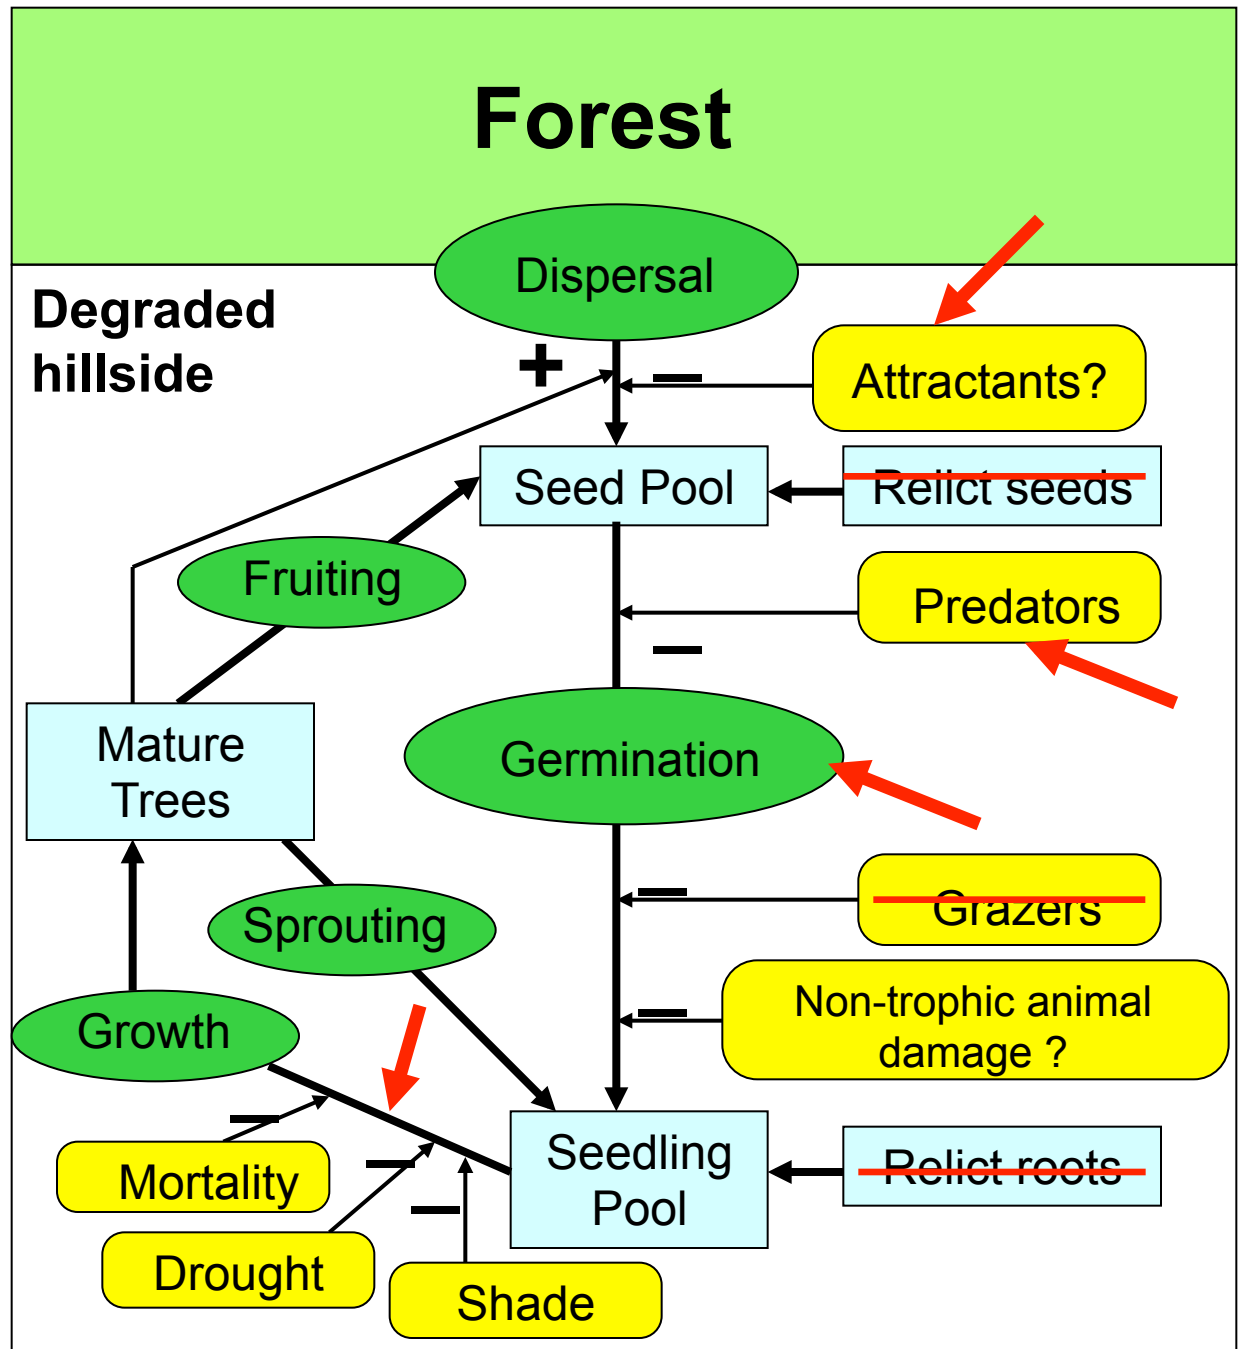 Forest
Dispersal
Degraded
hillside
+
–
Attractants?
Seed Pool
Relict seeds
Fruiting
Predators
–
Mature
Trees
Germination
–
Grazers
Sprouting
Non-trophic animal
damage ?
–
Growth
–
Seedling
Pool
Relict roots
–
Mortality
–
Drought
Shade